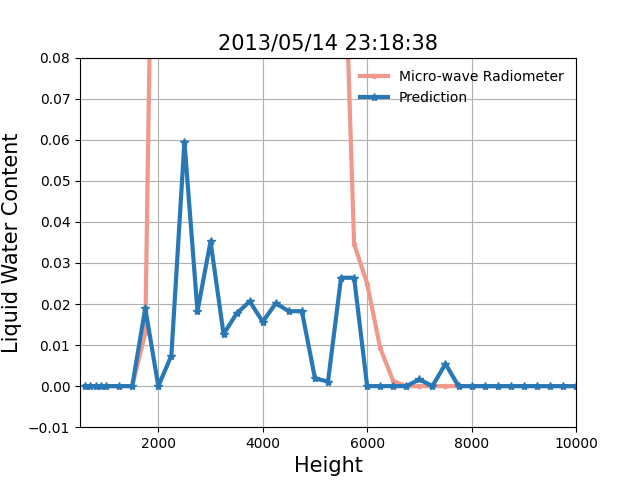 2013/05/14 23:18:38
Micro-wave Radiometer
Prediction
0.08
0.07
0.06
0.05
0.04
0.03
0.02
0.01
0.00
−0.01
Liquid Water Content
2000 4000 6000 8000 10000
Height